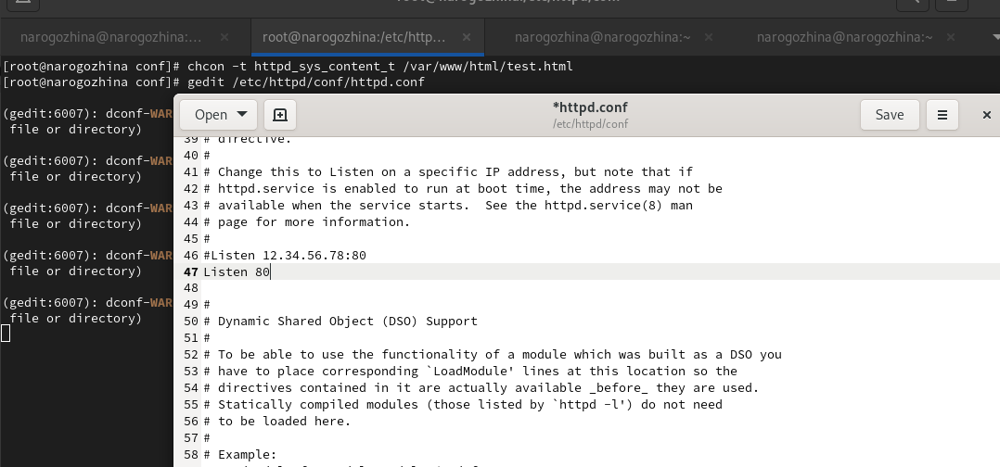 root@narogozhina:/etc/httpd/conf
narogozhina@narogozhina:... × root@narogozhina:/etc/http... × narogozhina@narogozhina:~ × narogozhina@narogozhina:~ ×
[root@narogozhina conf]# chcon -t httpd_sys_content_t /var/www/html/test.html
[root@narogozhina conf]# gedit /etc/httpd/conf/httpd.conf
(gedit:6007): dconf-WAR
file or directory)
(gedit:6007): dconf-WAR
file or directory)
(gedit:6007): dconf-WAR
file or directory)
(gedit:6007): dconf-WAR
file or directory)
(gedit:6007): dconf-WAR
file or directory)
Open
*httpd.conf
/etc/httpd/conf
Save
39 # directive.
40 #
41 # Change this to Listen on a specific IP address, but note that if
42 # httpd.service is enabled to run at boot time, the address may not be
43 # available when the service starts.  See the httpd.service(8) man
44 # page for more information.
45 #
46 #Listen 12.34.56.78:80
47 Listen 80
48
49 #
50 # Dynamic Shared Object (DSO) Support
51 #
52 # To be able to use the functionality of a module which was built as a DSO you
53 # have to place corresponding `LoadModule' lines at this location so the
54 # directives contained in it are actually available _before_ they are used.
55 # Statically compiled modules (those listed by `httpd -l') do not need
56 # to be loaded here.
57 #
58 # Example: